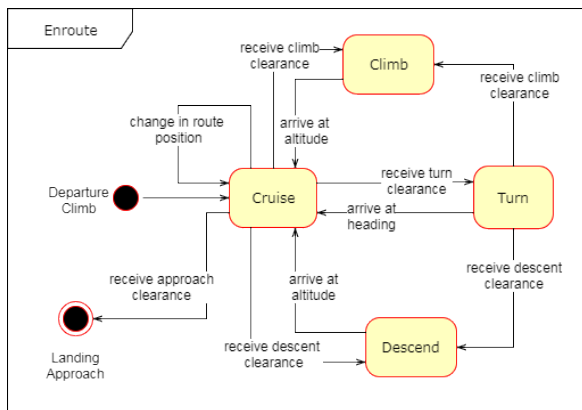 Enroute
receive climb
clearance
Climb
receive climb
clearance
change in route
position
arrive at
altitude
Departure
Climb
Cruise
receive turn
clearance
Turn
arrive at
heading
receive approach
clearance
arrive at
altitude
receive descent
clearance
Landing
Approach
receive descent
clearance
Descend